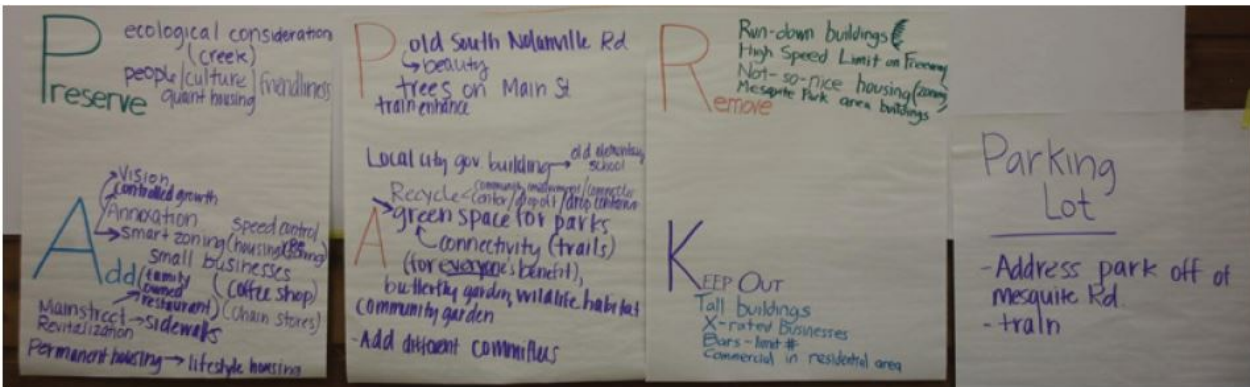 Preserve
ecological consideration
(creek)
people/culture/friendliness
quant housing
Add
Vision
controlled growth
Annexation
smart zoning (housing)
speed control
small businesses
(family owned restaurant)
(coffee shop)
(chain stores)
Mainstreet → sidewalks
Revitalization
Permanent housing → lifestyle housing
P
old South Nolanville Rd.
↳ beauty
trees on Main St
train enhance
A
Local city gov building → old elementary school
Recycle
green space for parks
connectivity (trails)
(for everyone's benefit),
butterfly garden, wildlife habitat
community garden
- Add different committees
Remove
Run-down buildings
High Speed Limit on Freeway
Not-so-nice housing (zoning)
Mesquite Park area buildings
KEEP OUT
Tall buildings
X-rated Businesses
Bars - limit #
Commercial in residential area
Parking
Lot
- Address park off of
mesquite Rd.
- train